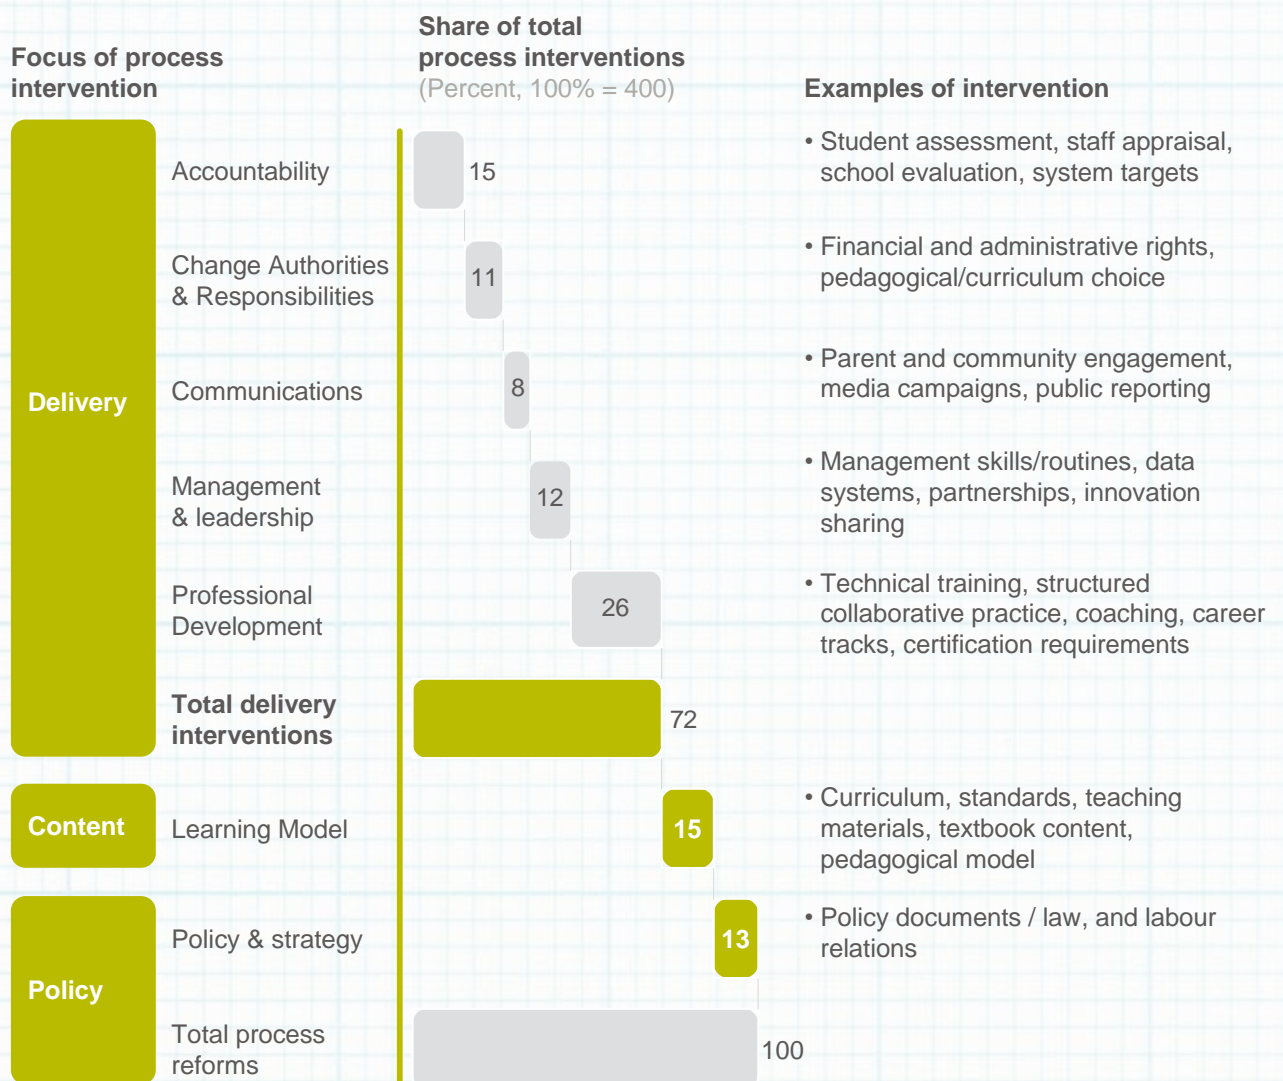 Focus of process
intervention
Share of total
process interventions
(Percent, 100% = 400)
Examples of intervention
Delivery
Accountability
15
• Student assessment, staff appraisal,
school evaluation, system targets
Change Authorities
& Responsibilities
11
• Financial and administrative rights,
pedagogical/curriculum choice
Communications
8
• Parent and community engagement,
media campaigns, public reporting
Management
& leadership
12
• Management skills/routines, data
systems, partnerships, innovation
sharing
Professional
Development
26
• Technical training, structured
collaborative practice, coaching, career
tracks, certification requirements
Total delivery
interventions
72
Content
Learning Model
15
• Curriculum, standards, teaching
materials, textbook content,
pedagogical model
Policy
Policy & strategy
13
• Policy documents / law, and labour
relations
Total process
reforms
100